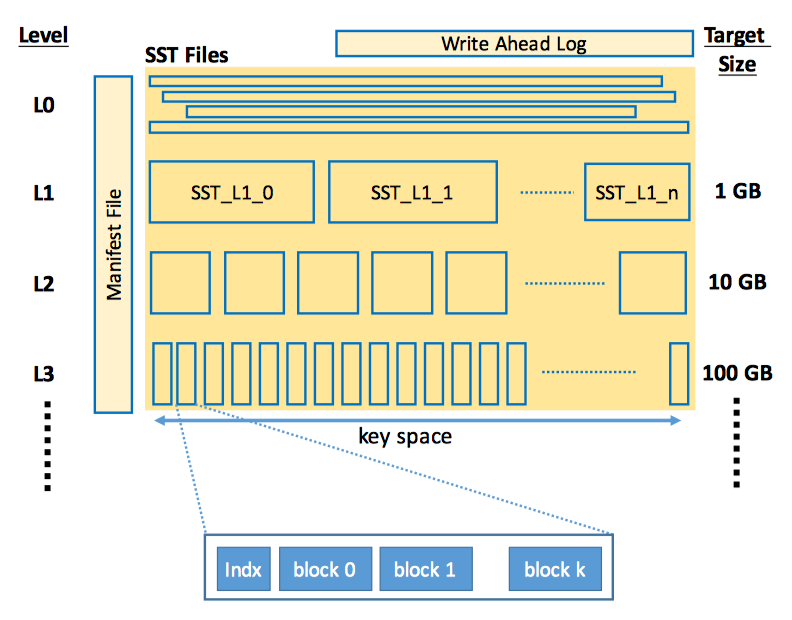 Level
SST Files
Write Ahead Log
Target
Size
L0
Manifest File
L1
SST_L1_0
SST_L1_1
SST_L1_n
1 GB
L2
10 GB
L3
100 GB
key space
Indx
block 0
block 1
block k